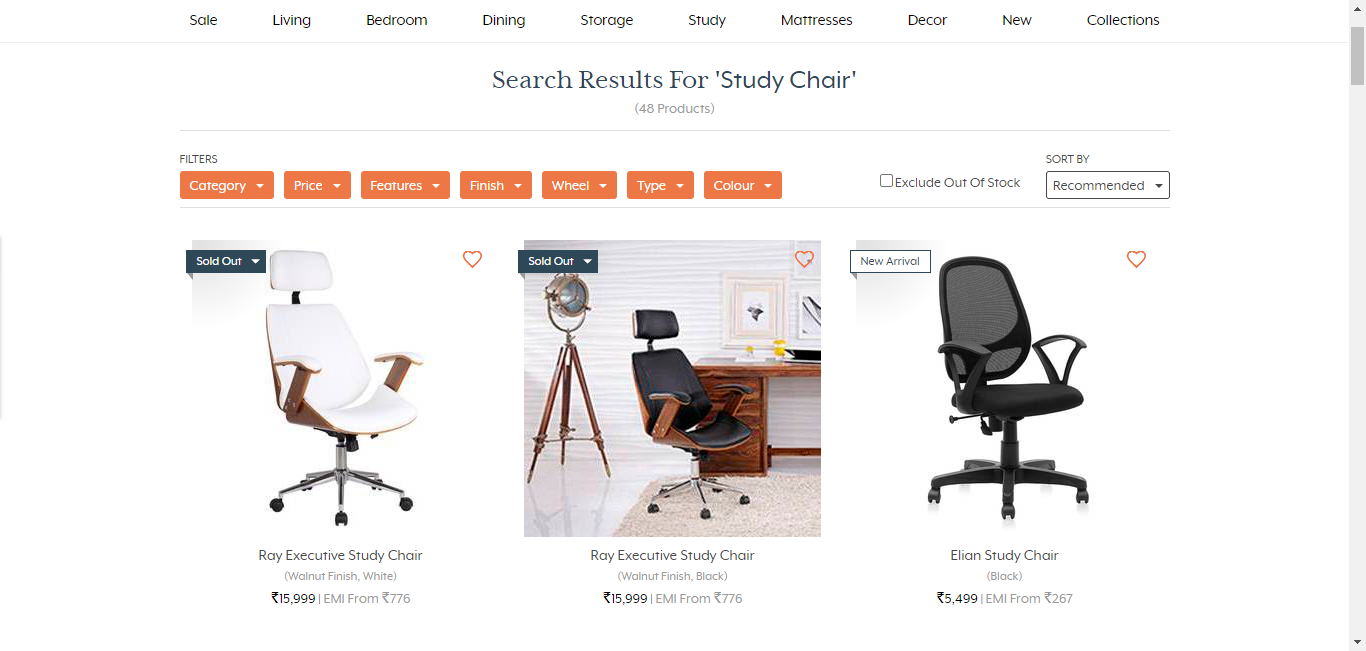 Sale Living Bedroom Dining Storage Study Mattresses Decor New Collections
Search Results For 'Study Chair'
(48 Products)
FILTERS SORT BY
Category Price Features Finish Wheel Type Colour Exclude Out Of Stock Recommended
Sold Out Sold Out New Arrival
Ray Executive Study Chair Ray Executive Study Chair Elian Study Chair
(Walnut Finish, White) (Walnut Finish, Black) (Black)
₹15,999 | EMI From ₹776 ₹15,999 | EMI From ₹776 ₹5,499 | EMI From ₹267